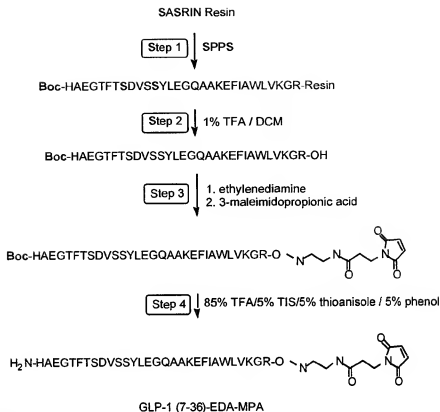 SASRIN Resin
Step 1 SPPS
Boc-HAEGTFTSDVSSYLEGQAAKEFIAWLVKGR-Resin
Step 2 1% TFA / DCM
Boc-HAEGTFTSDVSSYLEGQAAKEFIAWLVKGR-OH
Step 3 1. ethylenediamine
2. 3-maleimidopropionic acid
Boc-HAEGTFTSDVSSYLEGQAAKEFIAWLVKGR-O N N O N O O
Step 4 85% TFA/5% TIS/5% thioanisole / 5% phenol
H2N-HAEGTFTSDVSSYLEGQAAKEFIAWLVKGR-O N N O N O O
GLP-1 (7-36)-EDA-MPA